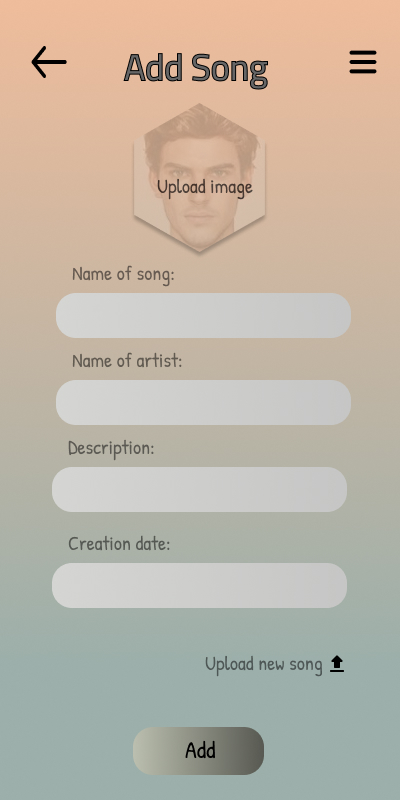 Add Song
Upload image
Name of song:
Name of artist:
Description:
Creation date:
Upload new song
Add